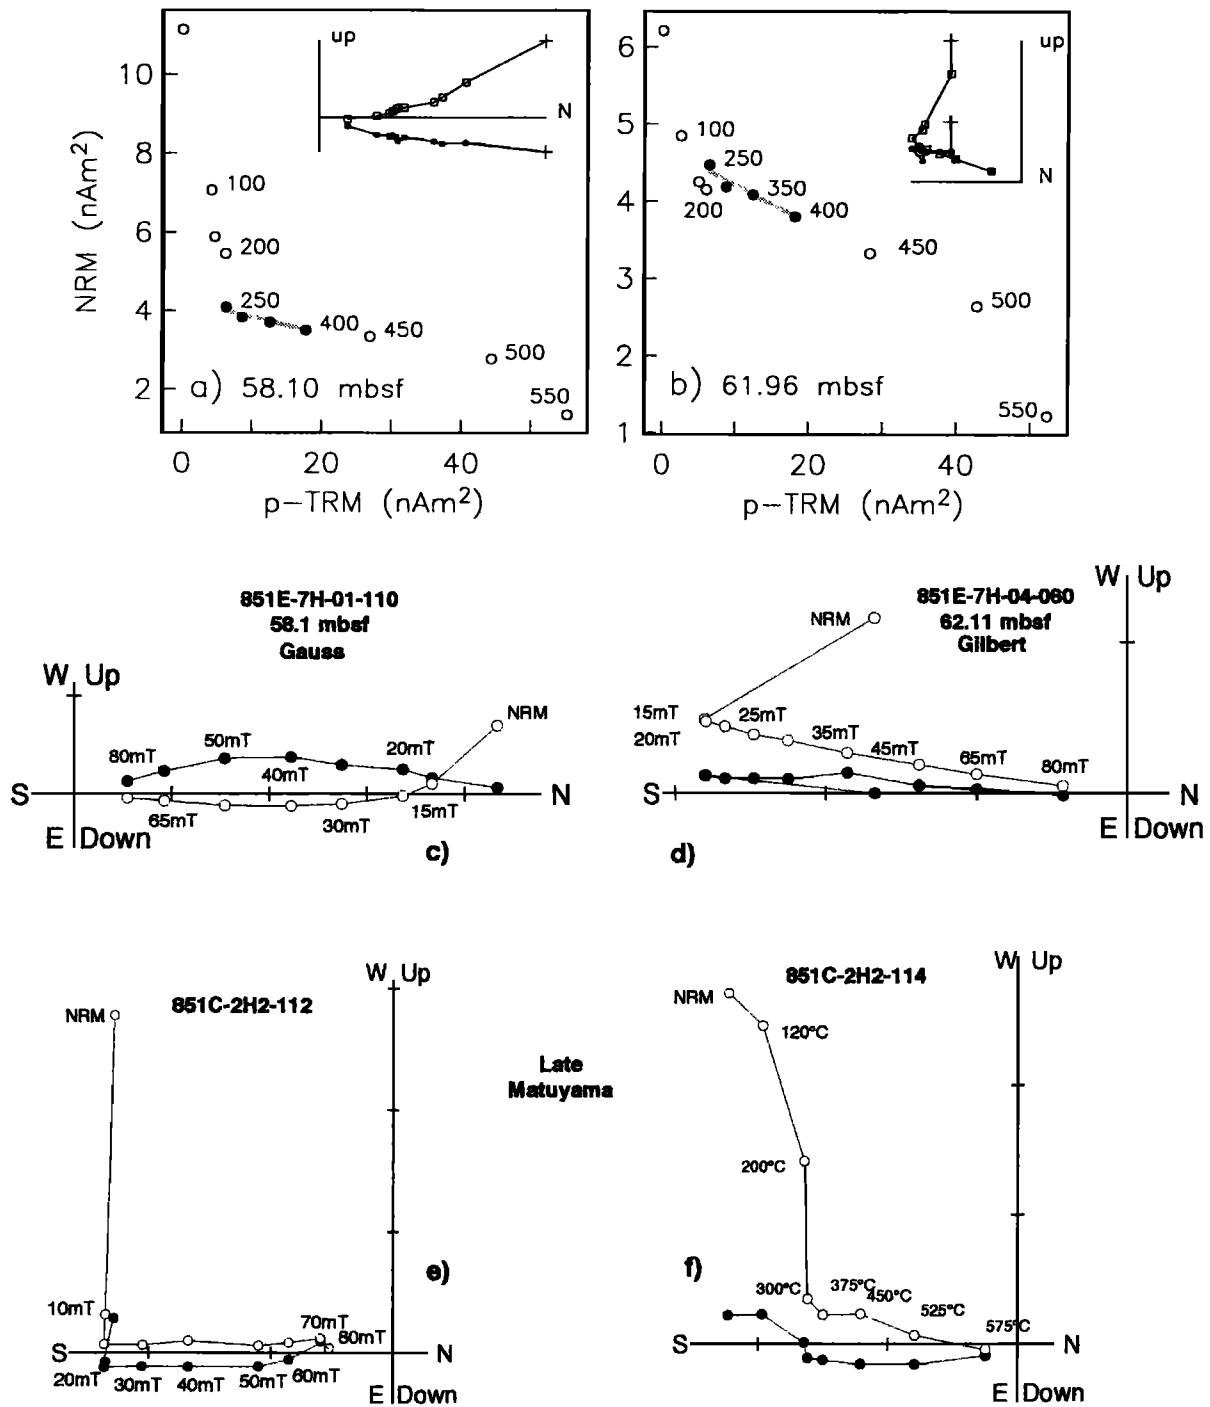 10
8
6
4
2
NRM (nAm²)
100
200
250
400
450
500
550
up
N
a) 58.10 mbsf
0
20
40
p-TRM (nAm²)
6
5
4
3
2
1
100
250
200
350
400
450
500
550
up
N
b) 61.96 mbsf
0
20
40
p-TRM (nAm²)
851E-7H-01-110
58.1 mbsf
Gauss
W Up
NRM
80mT
50mT
20mT
40mT
S
N
65mT
30mT
15mT
E Down
c)
W Up
851E-7H-04-060
62.11 mbsf
Gilbert
NRM
15mT
25mT
20mT
35mT
45mT
65mT
80mT
S
N
E Down
d)
W Up
851C-2H2-112
NRM
e)
10mT
70mT
80mT
S
N
20mT
30mT
40mT
50mT
60mT
E Down
Late
Matuyama
W Up
851C-2H2-114
NRM
120°C
200°C
f)
300°C
375°C
450°C
525°C
575°C
S
N
E Down